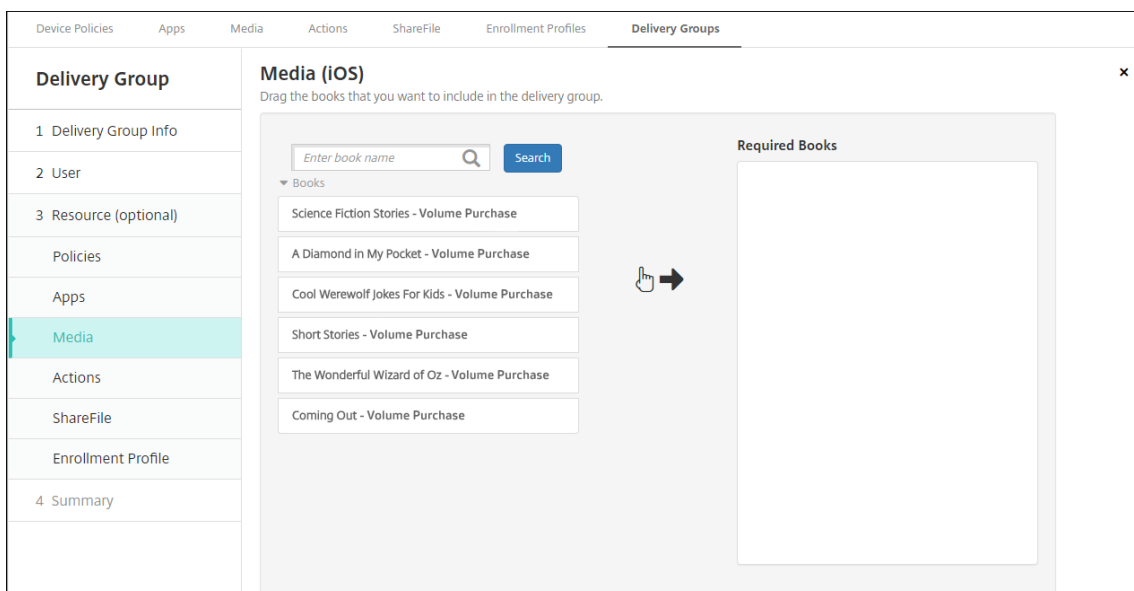 Device Policies Apps Media Actions ShareFile Enrollment Profiles Delivery Groups
Delivery Group
1 Delivery Group Info
2 User
3 Resource (optional)
Policies
Apps
Media
Actions
ShareFile
Enrollment Profile
4 Summary
Media (iOS)
Drag the books that you want to include in the delivery group.
Enter book name
Search
Books
Science Fiction Stories - Volume Purchase
A Diamond in My Pocket - Volume Purchase
Cool Werewolf Jokes For Kids - Volume Purchase
Short Stories - Volume Purchase
The Wonderful Wizard of Oz - Volume Purchase
Coming Out - Volume Purchase
Required Books